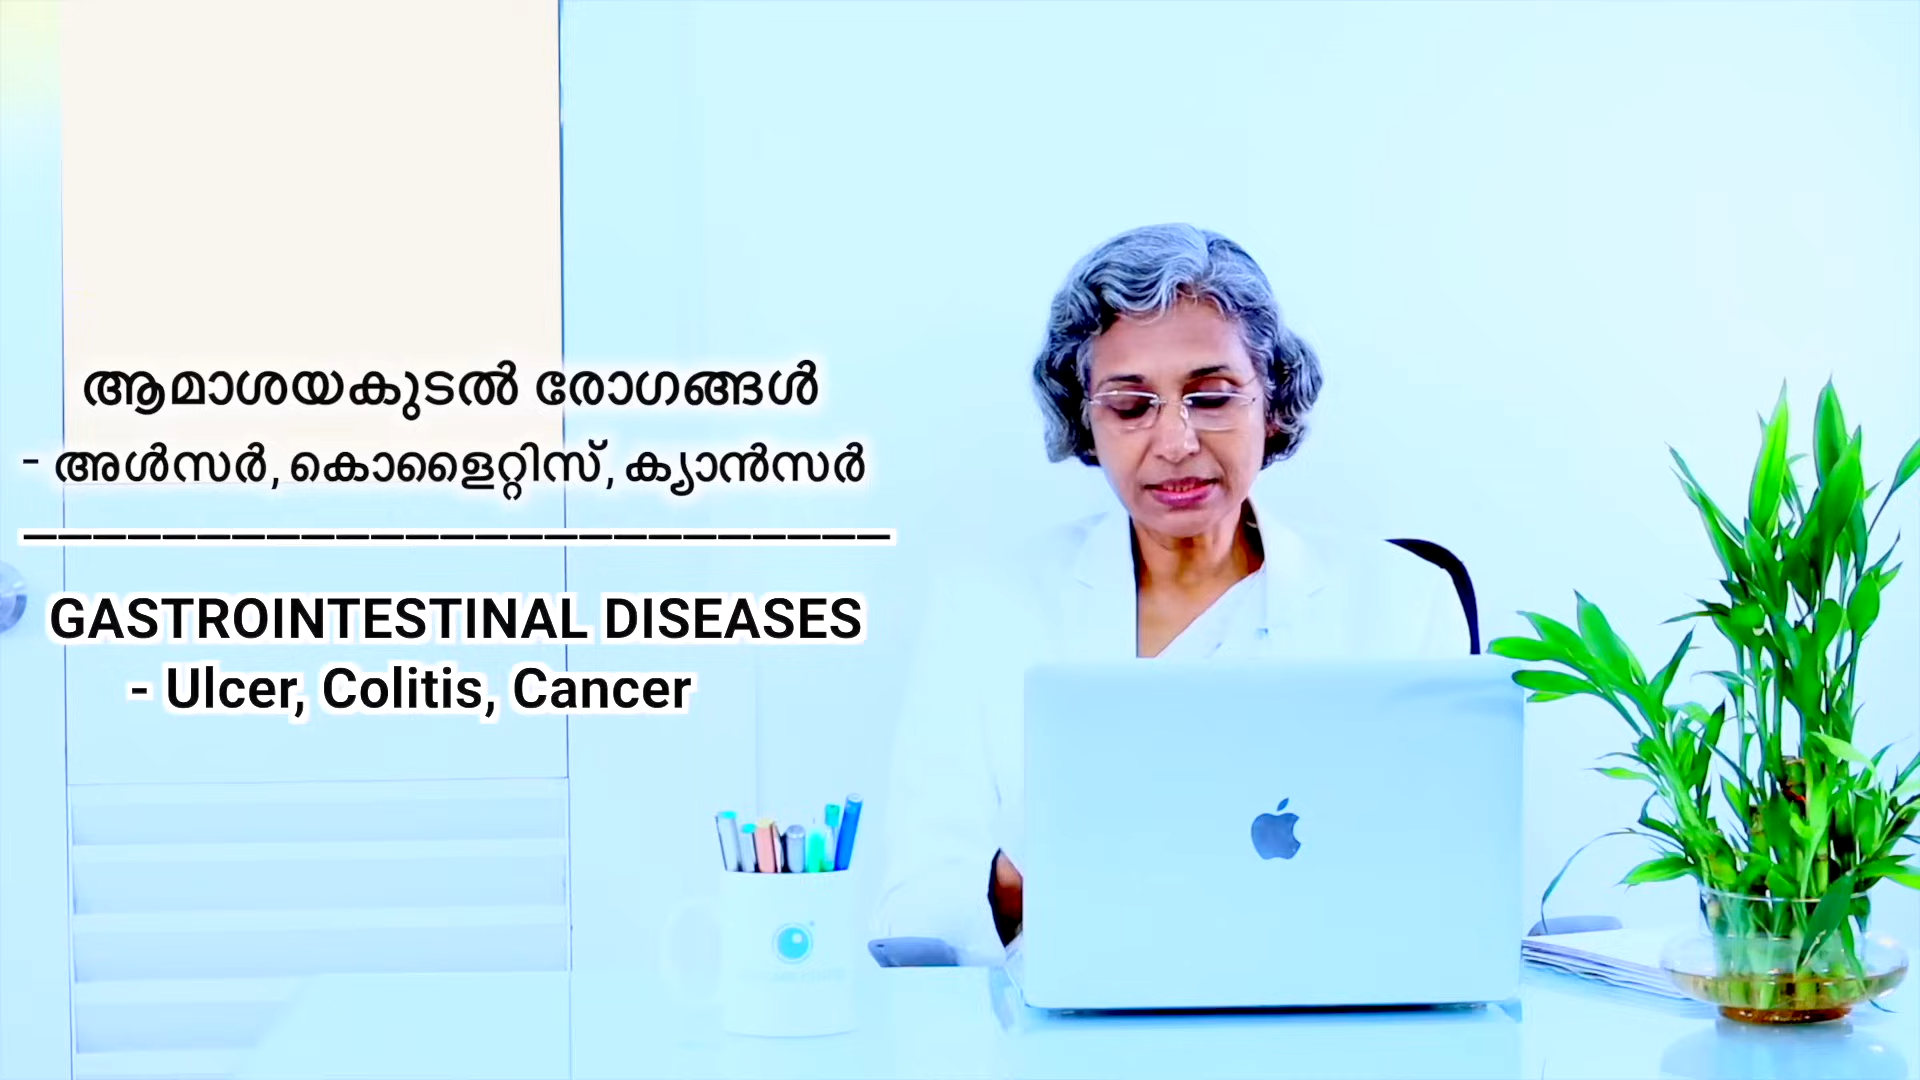 ആമാശയകുടൽ രോഗങ്ങൾ
- അൾസർ, കൊളൈറ്റിസ്, ക്യാൻസർ
GASTROINTESTINAL DISEASES
- Ulcer, Colitis, Cancer